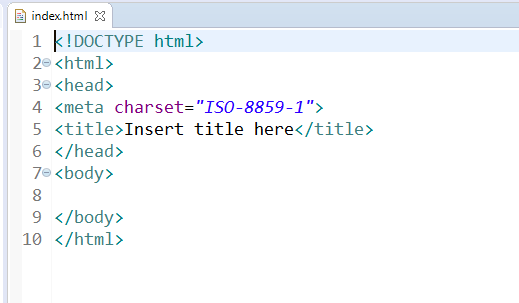 index.html
1 <!DOCTYPE html>
2 <html>
3 <head>
4 <meta charset="ISO-8859-1">
5 <title>Insert title here</title>
6 </head>
7 <body>
8
9 </body>
10 </html>